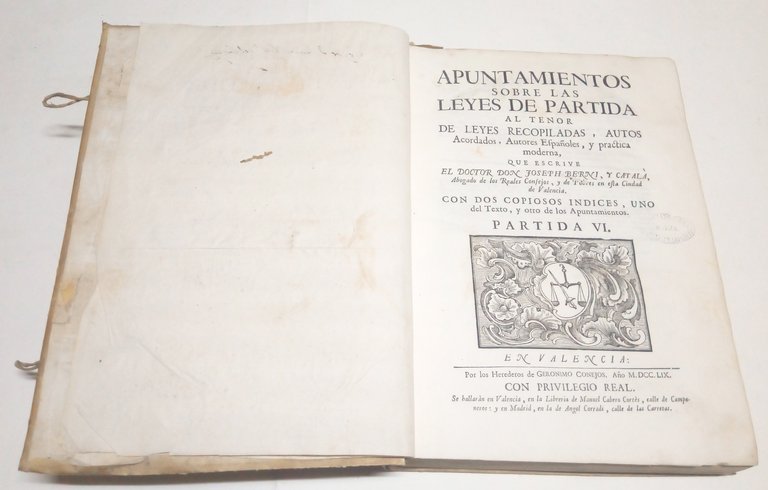 APUNTAMIENTOS
SOBRE LAS
LEYES DE PARTIDA
AL TENOR
DE LEYES RECOPILADAS, AUTOS
Acordados, Autores Españoles, y practica
moderna,
QUE ESCRIVE
EL DOCTOR DON JOSEPH BERNI, Y CATALÀ,
Abogado de los Reales Consejos, y de Pobres en esta Ciudad
de Valencia.
CON DOS COPIOSOS INDICES, UNO
del Texto, y otro de los Apuntamientos.
PARTIDA VI.
EN VALENCIA:
Por los Herederos de GERONIMO CONEJOS. Año M.DCC.LIX.
CON PRIVILEGIO REAL.
Se hallarán en Valencia, en la Libreria de Manuel Cabero Cortès, calle de Campa-
neros: y en Madrid, en la de Angel Corradi, calle de las Carretas.